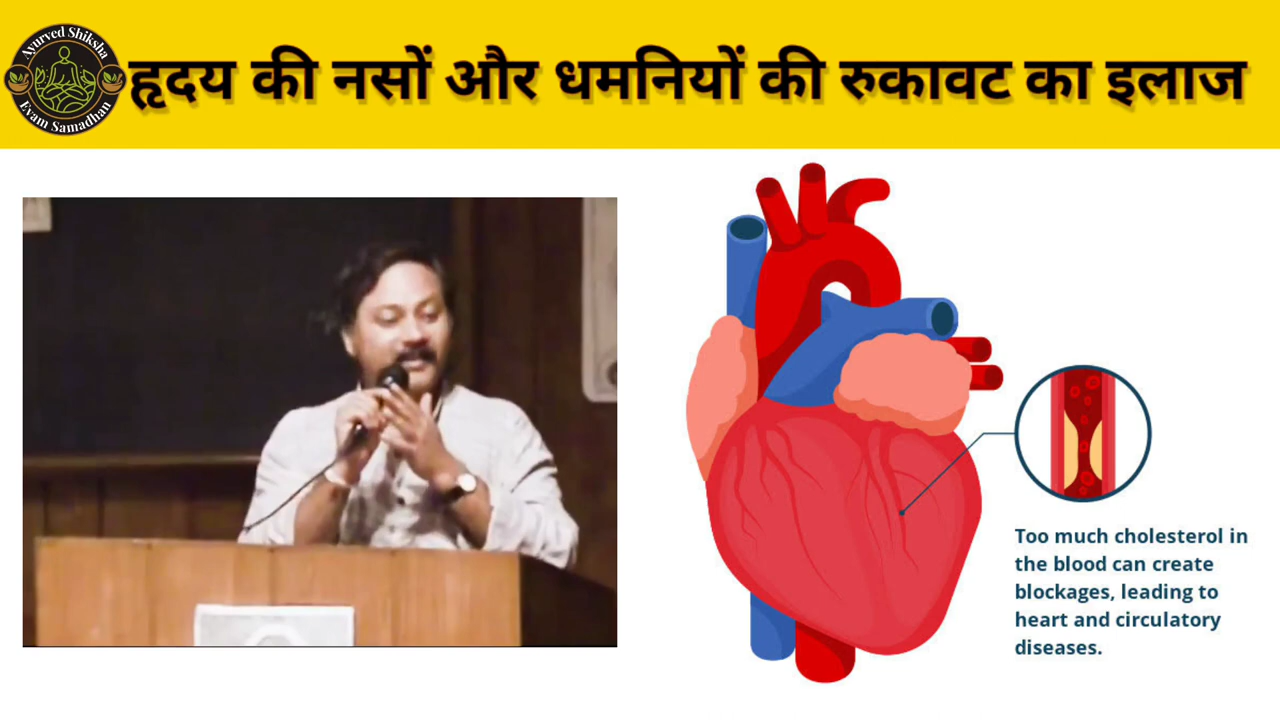 Ayurved Shiksha
Evam Samadhan
हृदय की नसों और धमनियों की रुकावट का इलाज
Too much cholesterol in
the blood can create
blockages, leading to
heart and circulatory
diseases.